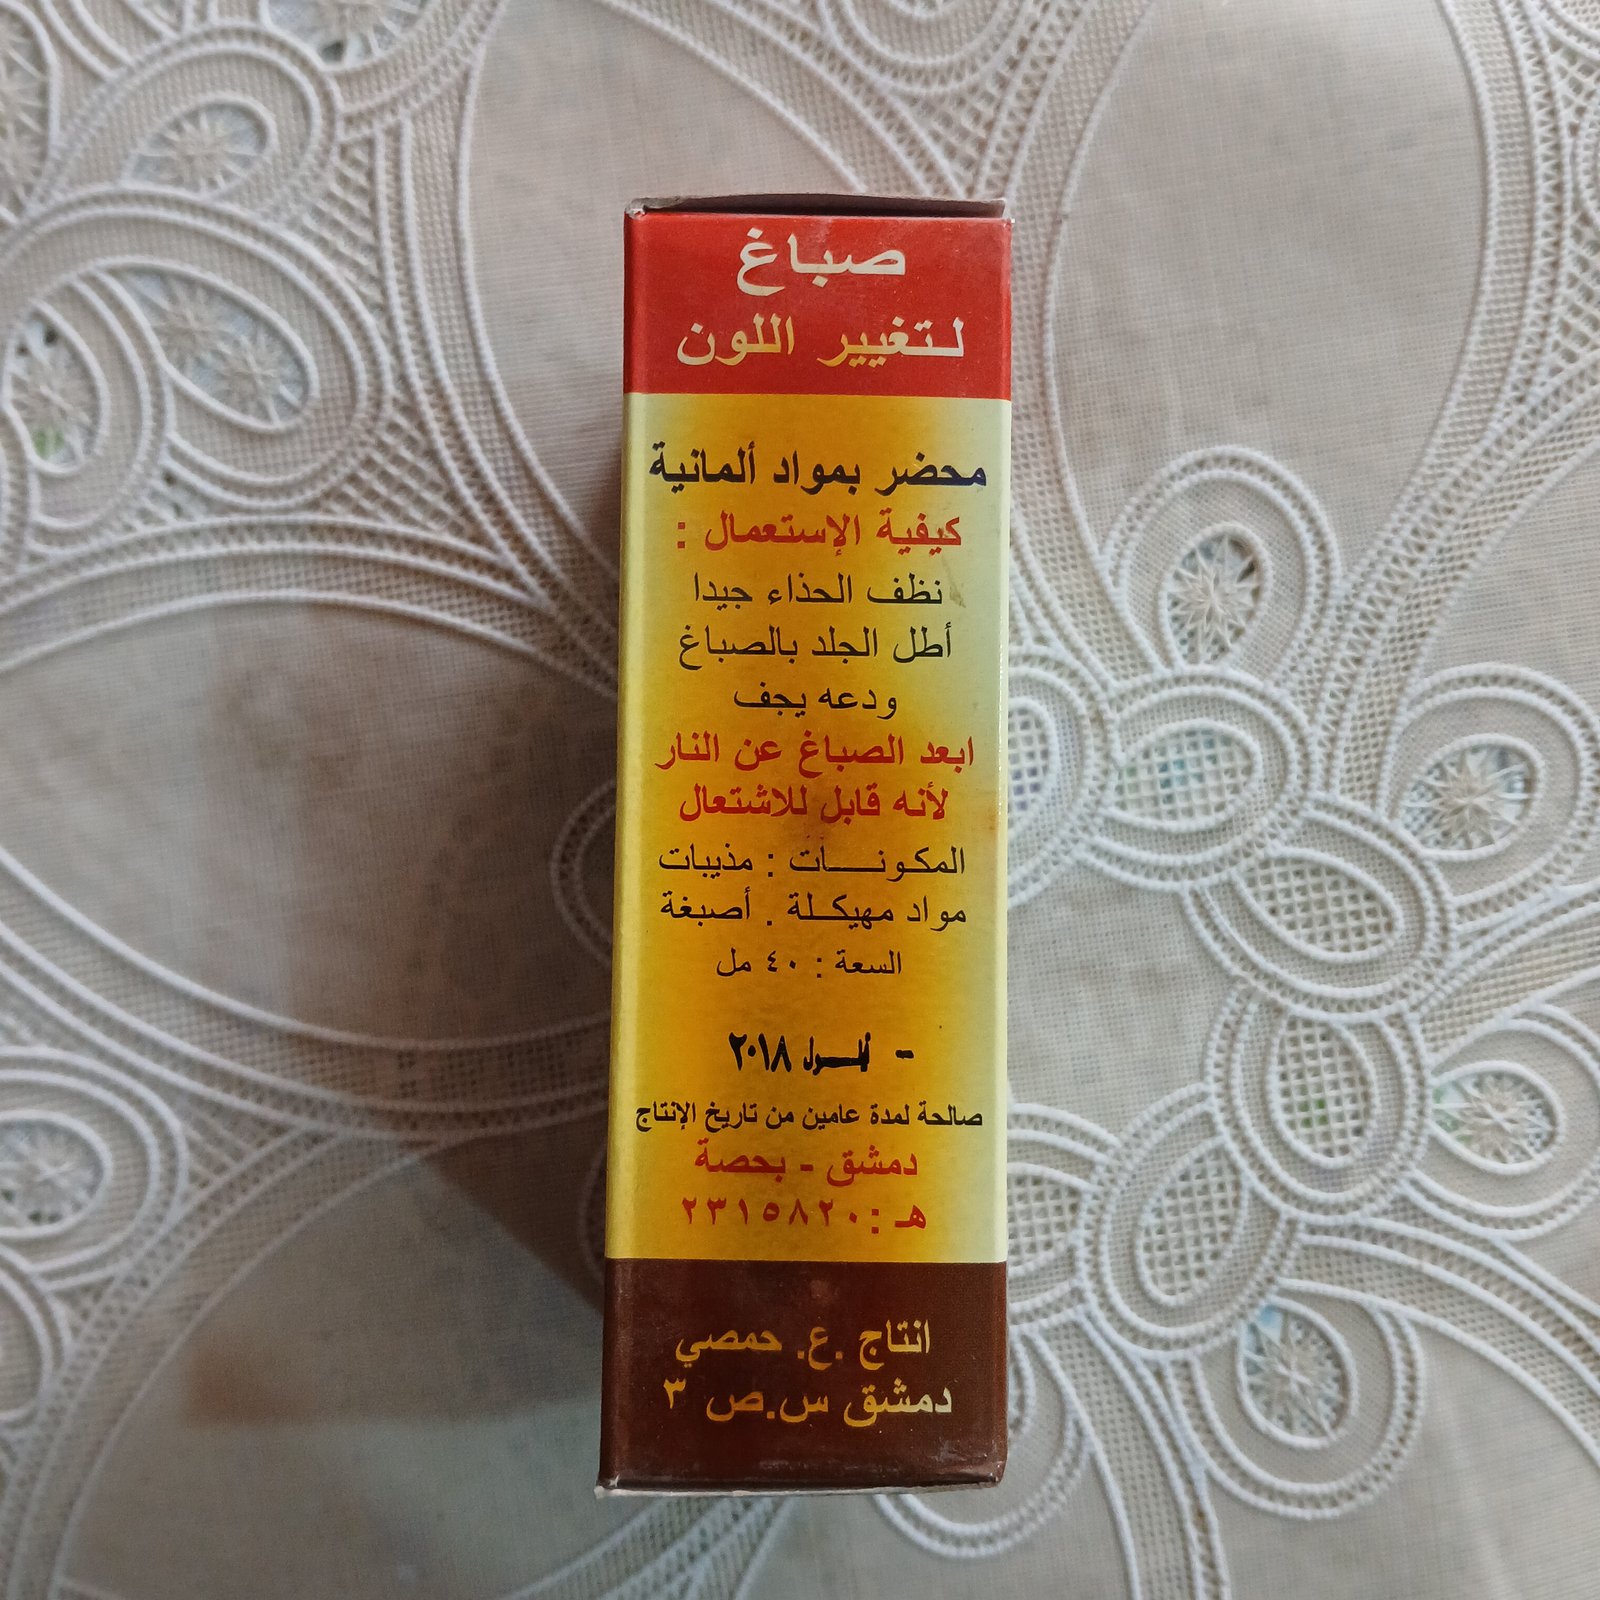 صباغ
لتغيير اللون
محضر بمواد ألمانية
كيفية الإستعمال :
نظف الحذاء جيدا
أطل الجلد بالصباغ
ودعه يجف
ابعد الصباغ عن النار
لأنه قابل للاشتعال
المكونـــات : مذيبات
مواد مهيكلة . أصبغة
السعة : ٤٠ مل
- ٢٠١٨
صالحة لمدة عامين من تاريخ الإنتاج
دمشق - بحصة
هـ : ٢٣١٥٨٢٠
انتاج .ع. حمصي
دمشق س.ص ٣